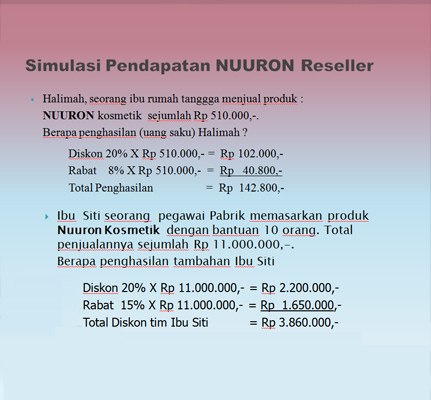 Simulasi Pendapatan NUURON Reseller
Halimah, seorang ibu rumah tanggga menjual produk :
NUURON kosmetik sejumlah Rp 510.000,-.
Berapa penghasilan (uang saku) Halimah ?
Diskon 20% X Rp 510.000,- = Rp 102.000,-
Rabat 8% X Rp 510.000,- = Rp 40.800,-
Total Penghasilan = Rp 142.800,-
Ibu Siti seorang pegawai Pabrik memasarkan produk
Nuuron Kosmetik dengan bantuan 10 orang. Total
penjualannya sejumlah Rp 11.000.000,-.
Berapa penghasilan tambahan Ibu Siti
Diskon 20% X Rp 11.000.000,- = Rp 2.200.000,-
Rabat 15% X Rp 11.000.000,- = Rp 1.650.000,-
Total Diskon tim Ibu Siti = Rp 3.860.000,-